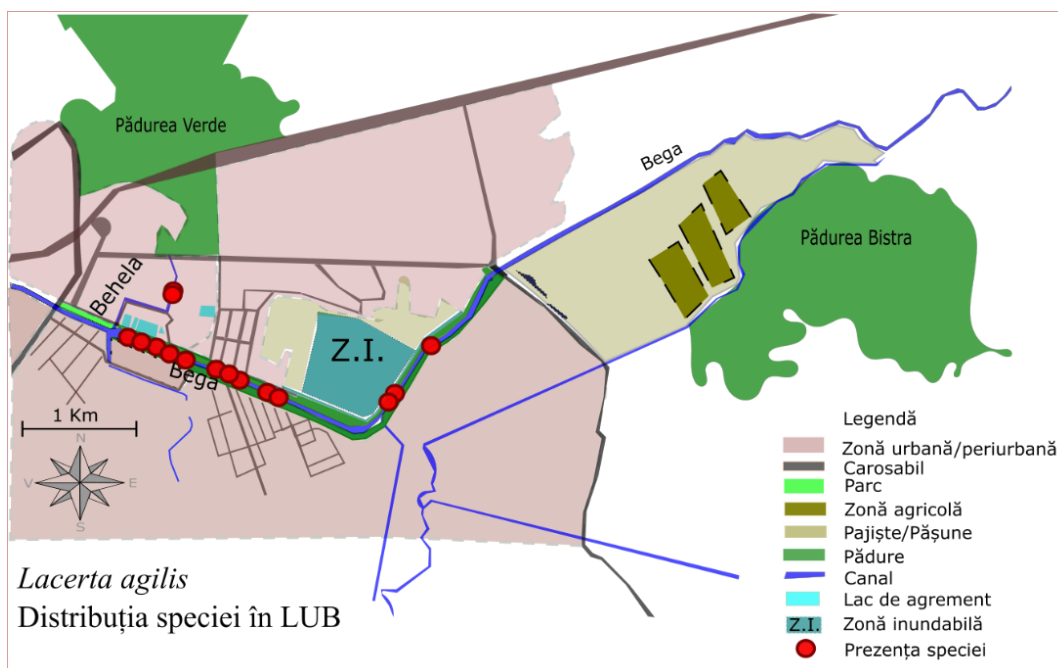 Pădurea Verde
Bega
Pădurea Bistra
Behela
Z.I.
Bega
1 Km
N
V
E
S
Lacerta agilis
Distribuția speciei în LUB
Legendă
Zonă urbană/periurbană
Carosabil
Parc
Zonă agricolă
Pajiște/Pășune
Pădure
Canal
Lac de agrement
Z.I. Zonă inundabilă
Prezența speciei